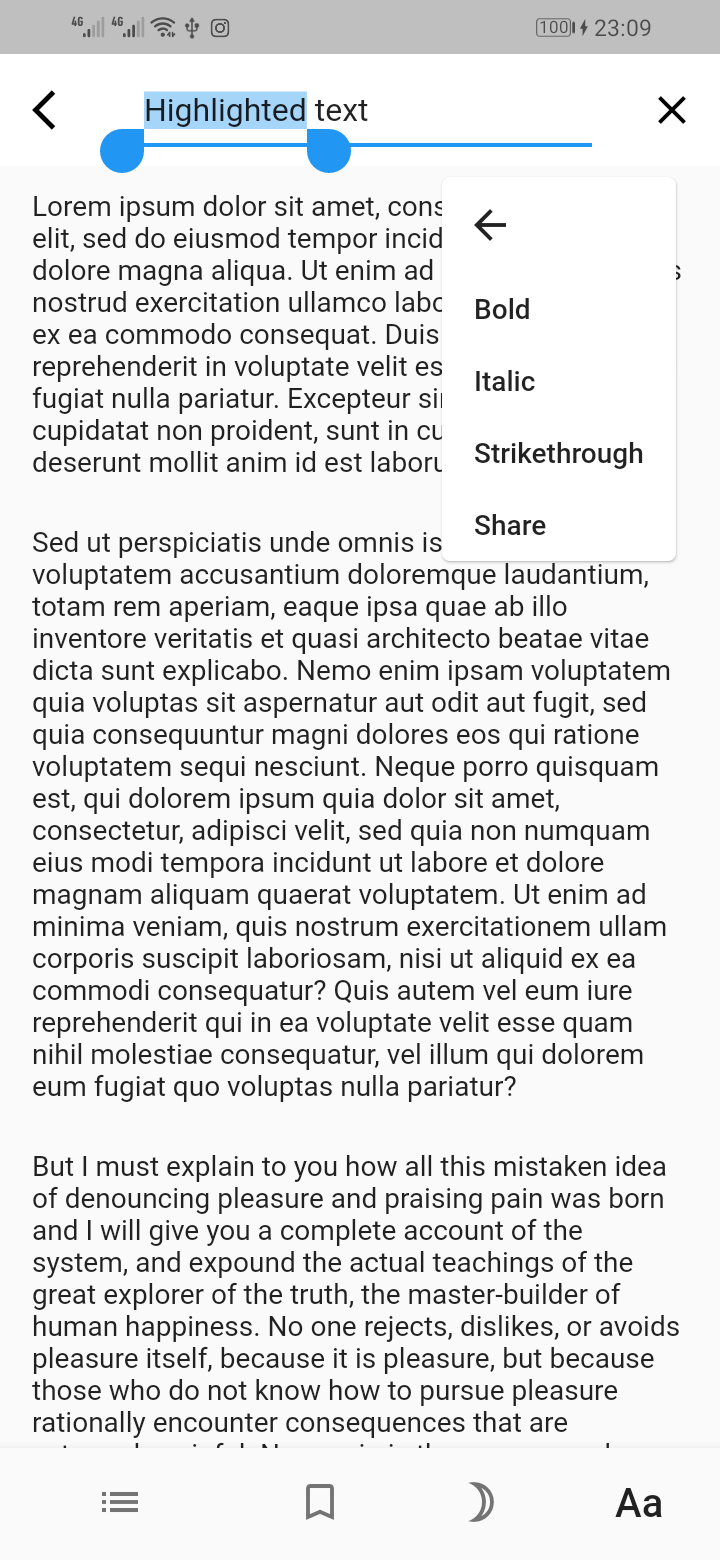 4G 4G 100 23:09
Highlighted text
Lorem ipsum dolor sit amet,
elit, sed do eiusmod tempor
dolore magna aliqua. Ut enim ad
nostrud exercitation ullamco
ex ea commodo consequat. Duis
reprehenderit in voluptate velit
fugiat nulla pariatur. Excepteur
cupidatat non proident, sunt in
deserunt mollit anim id est
Bold
Italic
Strikethrough
Share
Sed ut perspiciatis unde omnis
voluptatem accusantium doloremque laudantium,
totam rem aperiam, eaque ipsa quae ab illo
inventore veritatis et quasi architecto beatae vitae
dicta sunt explicabo. Nemo enim ipsam voluptatem
quia voluptas sit aspernatur aut odit aut fugit, sed
quia consequuntur magni dolores eos qui ratione
voluptatem sequi nesciunt. Neque porro quisquam
est, qui dolorem ipsum quia dolor sit amet,
consectetur, adipisci velit, sed quia non numquam
eius modi tempora incidunt ut labore et dolore
magnam aliquam quaerat voluptatem. Ut enim ad
minima veniam, quis nostrum exercitationem ullam
corporis suscipit laboriosam, nisi ut aliquid ex ea
commodi consequatur? Quis autem vel eum iure
reprehenderit qui in ea voluptate velit esse quam
nihil molestiae consequatur, vel illum qui dolorem
eum fugiat quo voluptas nulla pariatur?
But I must explain to you how all this mistaken idea
of denouncing pleasure and praising pain was born
and I will give you a complete account of the
system, and expound the actual teachings of the
great explorer of the truth, the master-builder of
human happiness. No one rejects, dislikes, or avoids
pleasure itself, because it is pleasure, but because
those who do not know how to pursue pleasure
rationally encounter consequences that are
Aa